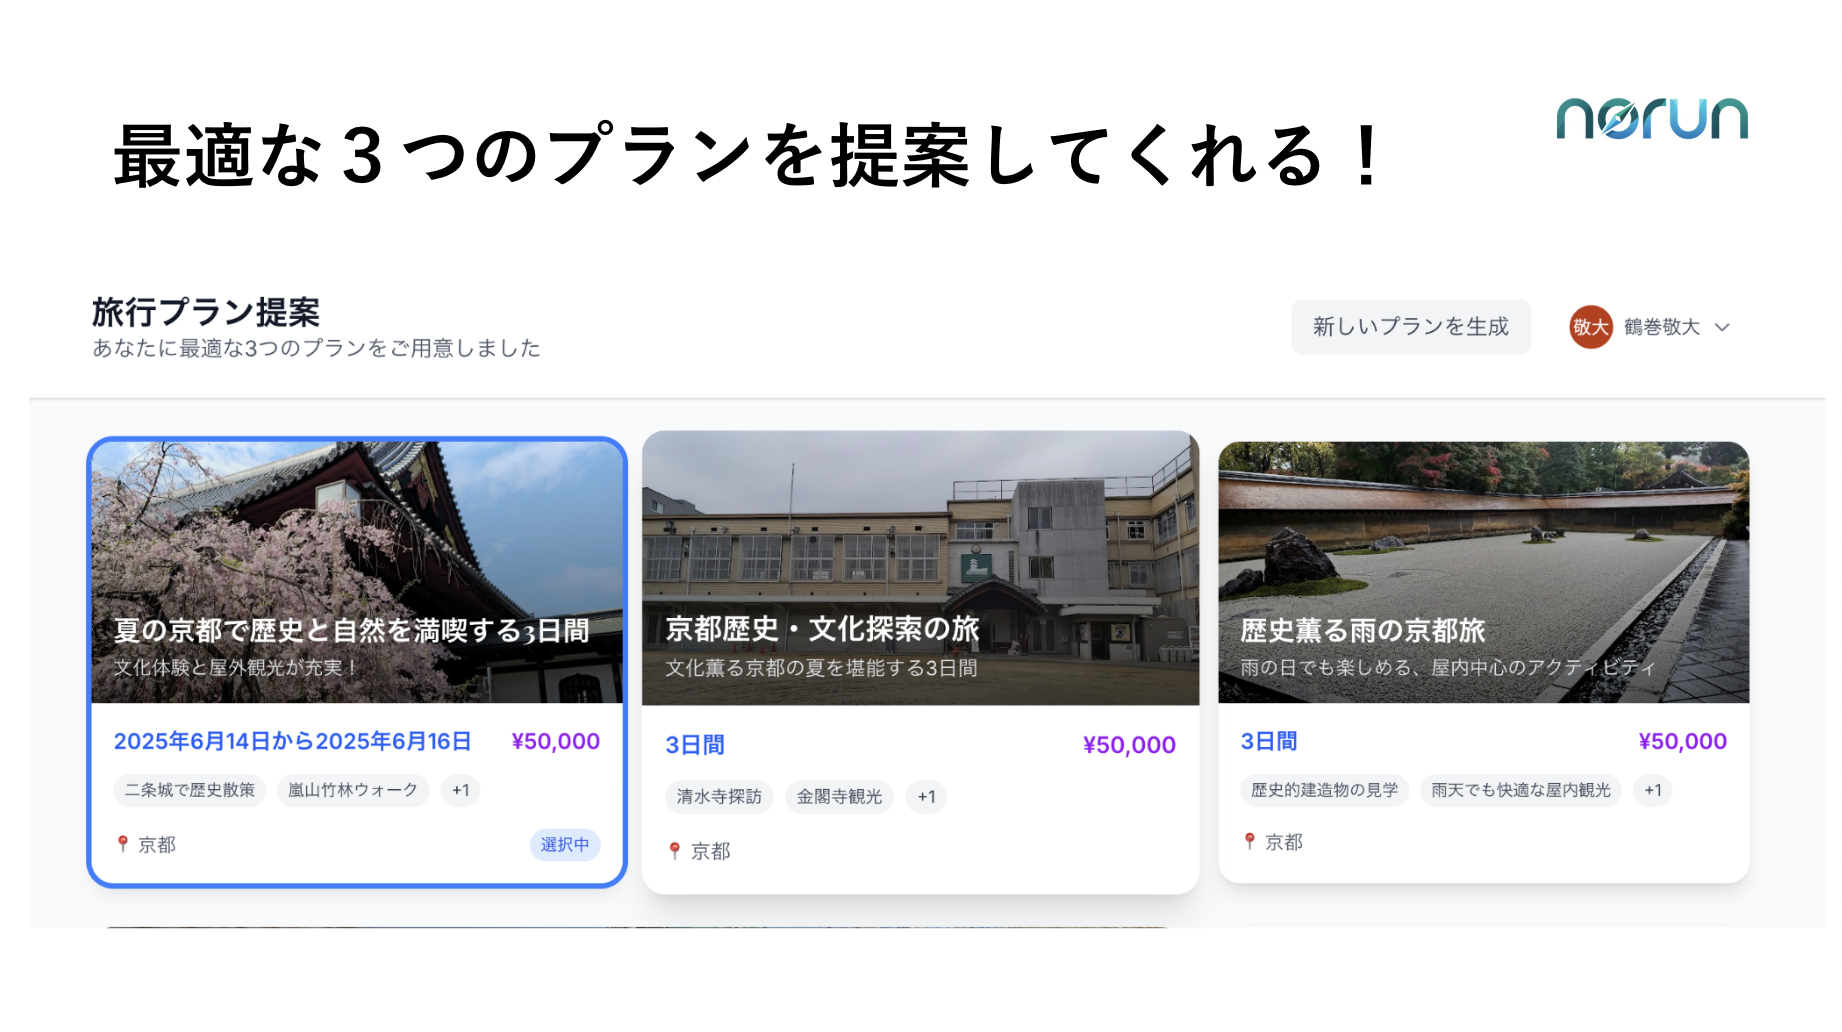 最適な３つのプランを提案してくれる！
norun
旅行プラン提案
あなたに最適な3つのプランをご用意しました
新しいプランを生成
敬大
鶴巻敬大
夏の京都で歴史と自然を満喫する3日間
文化体験と屋外観光が充実！
2025年6月14日から2025年6月16日
¥50,000
二条城で歴史散策
嵐山竹林ウォーク
+1
京都
選択中
京都歴史・文化探索の旅
文化薫る京都の夏を堪能する3日間
3日間
¥50,000
清水寺探訪
金閣寺観光
+1
京都
歴史薫る雨の京都旅
雨の日でも楽しめる、屋内中心のアクティビティ
3日間
¥50,000
歴史的建造物の見学
雨天でも快適な屋内観光
+1
京都